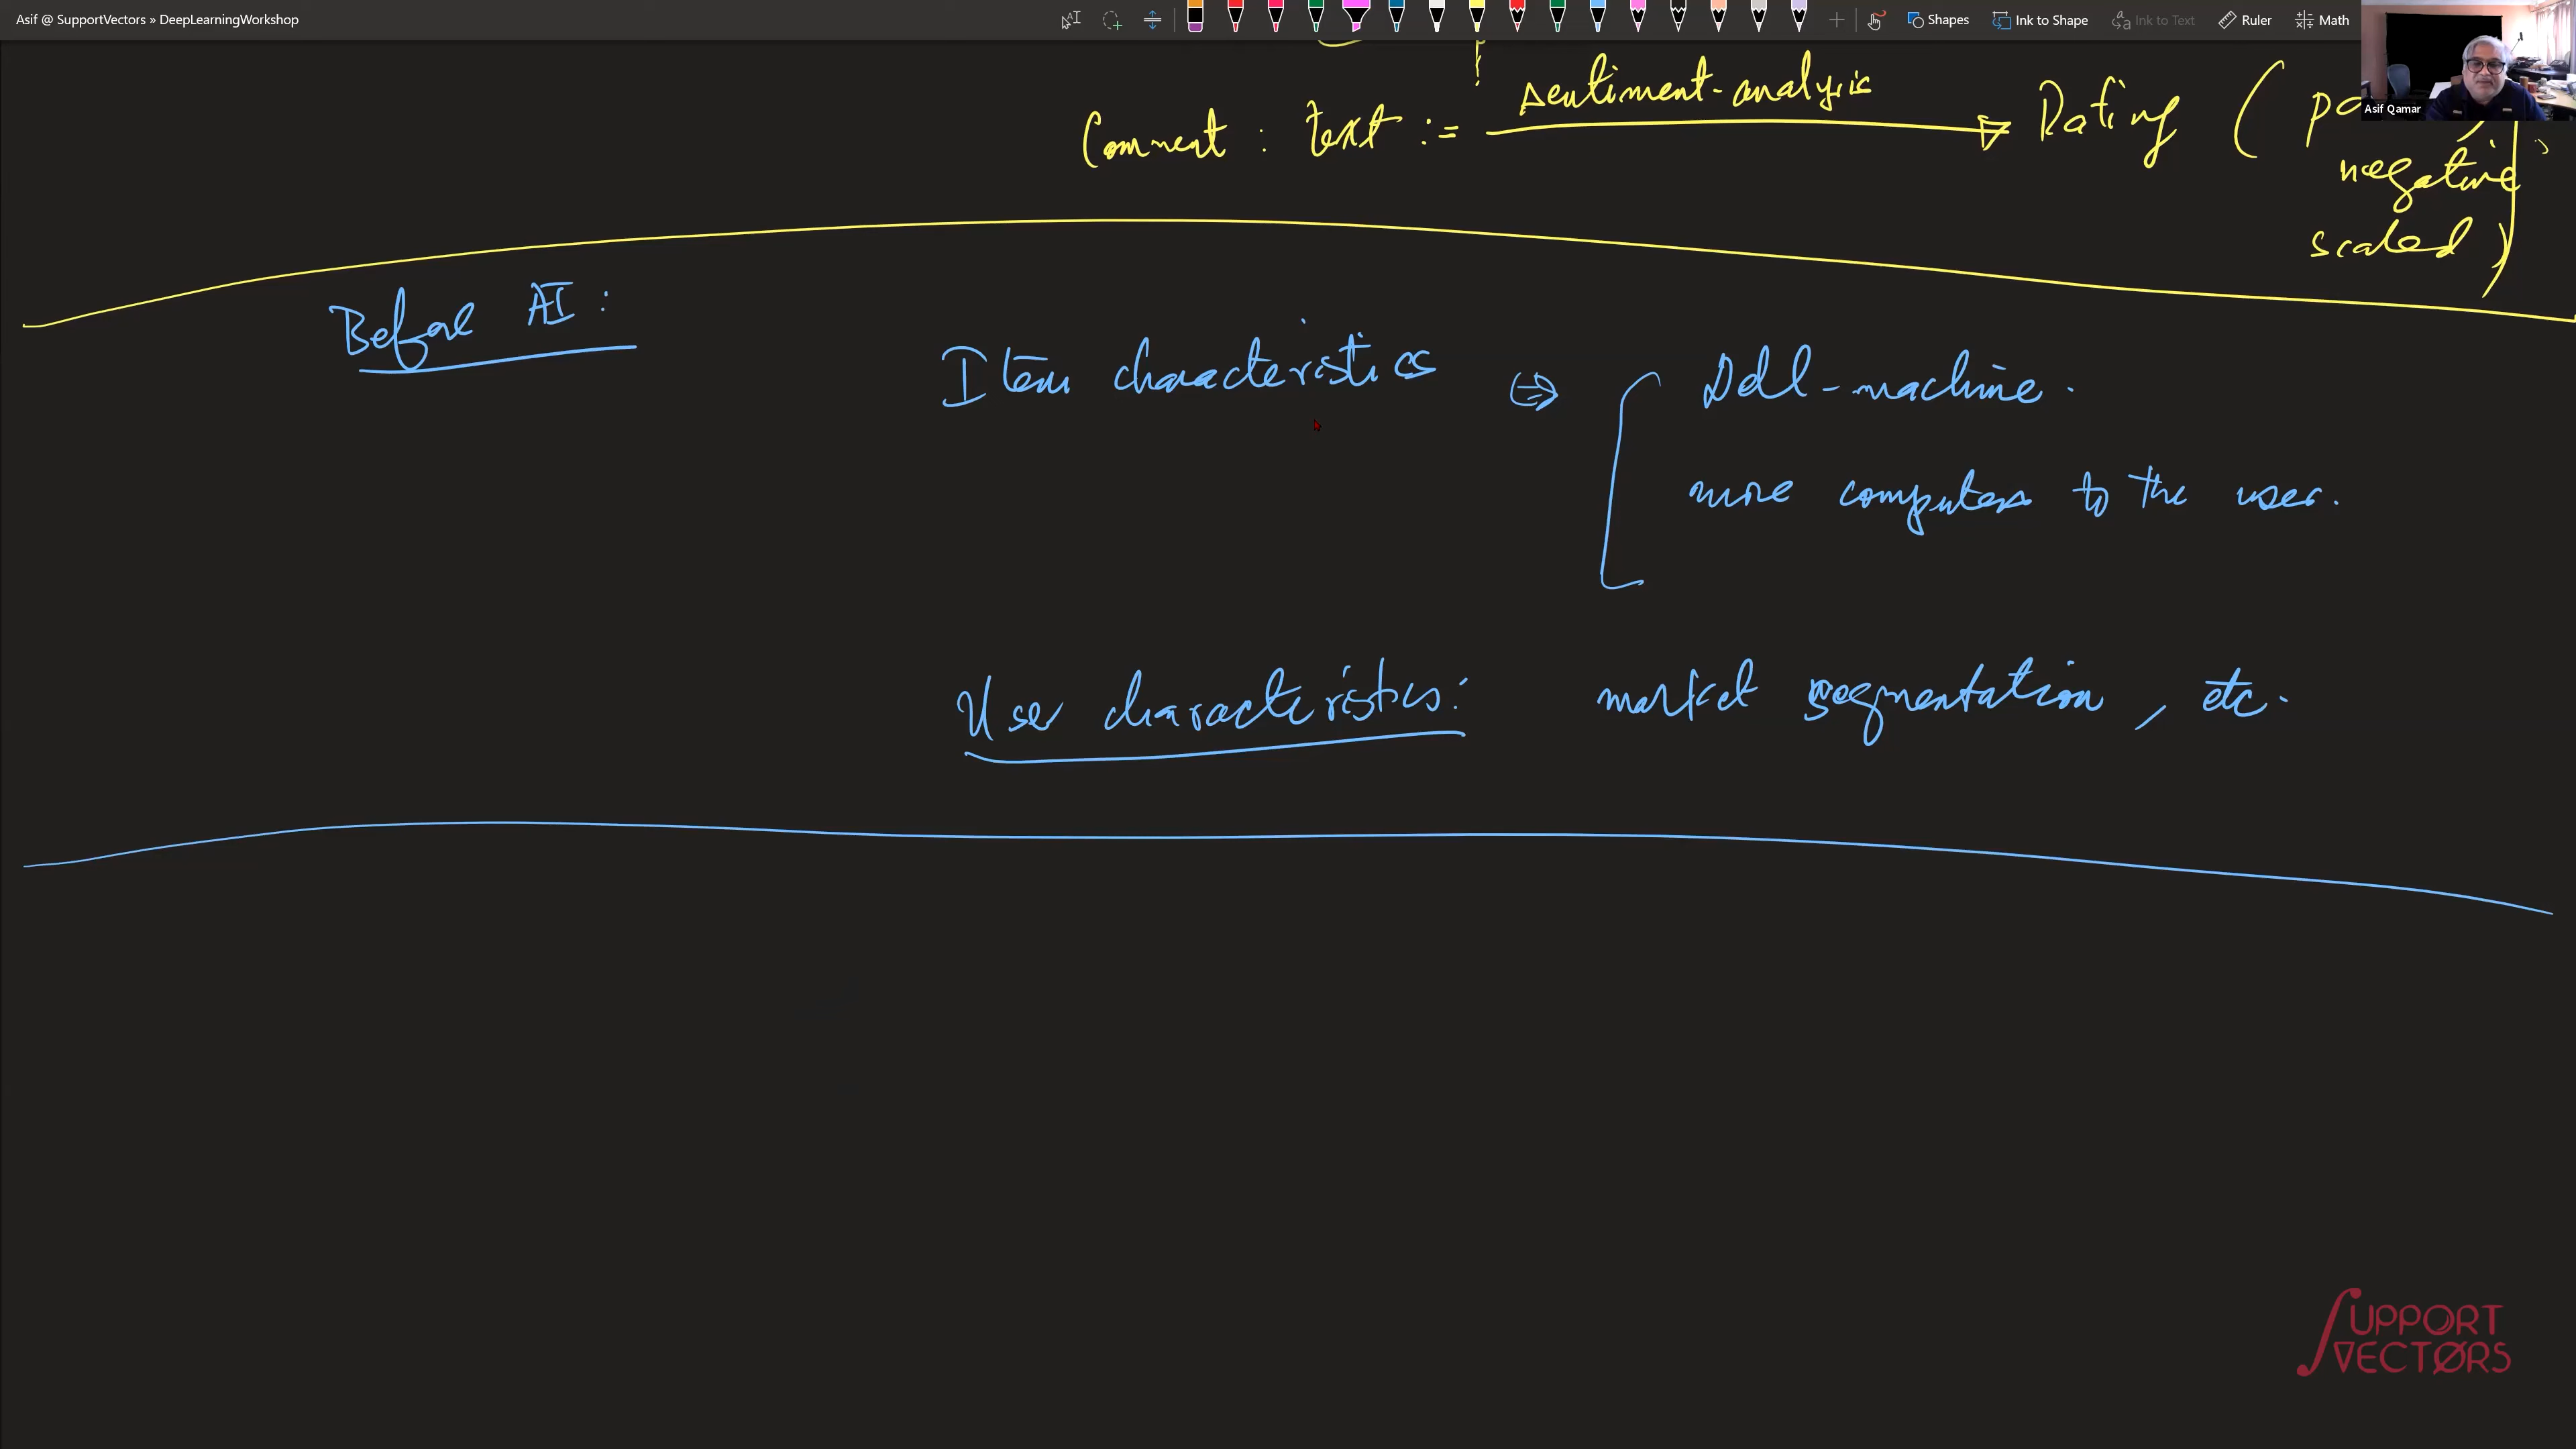 Asif @ SupportVectors » DeepLearningWorkshop
Shapes Ink to Shape Ink to Text Ruler Math
Asif Qamar
sentiment-analysis
Comment : text := Rating (
negative
scaled)
Before AI :
Item characteristics Dell-machine.
more computers to the user.
User characteristics: market segmentation, etc.
SUPPORT
VECTORS